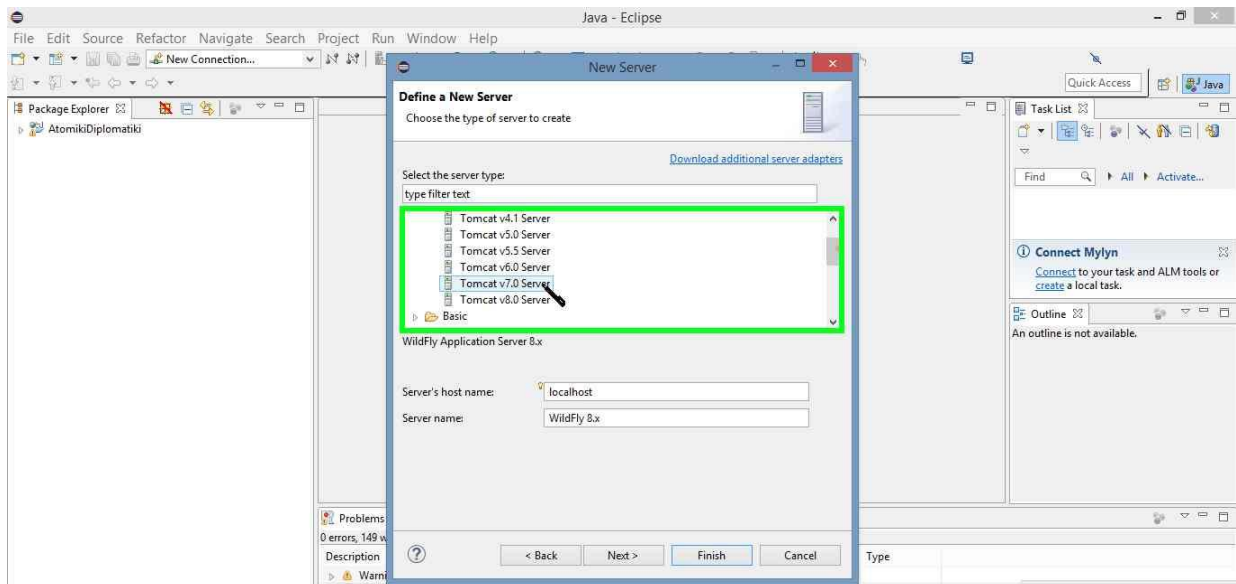 Java - Eclipse
File Edit Source Refactor Navigate Search Project Run Window Help
New Connection...
Quick Access
Java
Package Explorer
AtomikiDiplomatiki
New Server
Define a New Server
Choose the type of server to create
Download additional server adapters
Select the server type:
type filter text
Tomcat v4.1 Server
Tomcat v5.0 Server
Tomcat v5.5 Server
Tomcat v6.0 Server
Tomcat v7.0 Server
Tomcat v8.0 Server
Basic
WildFly Application Server 8.x
Server's host name:
localhost
Server name:
WildFly 8.x
< Back
Next >
Finish
Cancel
Task List
Find
All
Activate...
Connect Mylyn
Connect to your task and ALM tools or
create a local task.
Outline
An outline is not available.
Problems
0 errors, 149 w
Description
Type
Warni